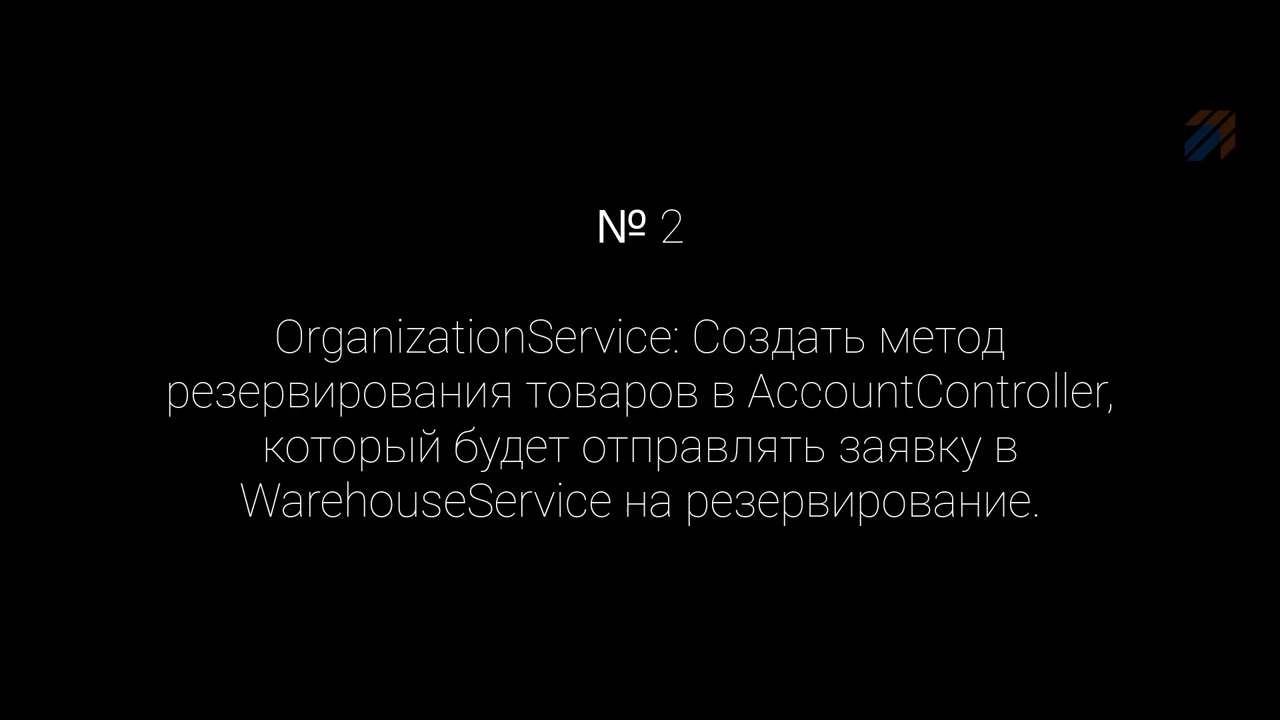 № 2
OrganizationService: Создать метод
резервирования товаров в AccountController,
который будет отправлять заявку в
WarehouseService на резервирование.